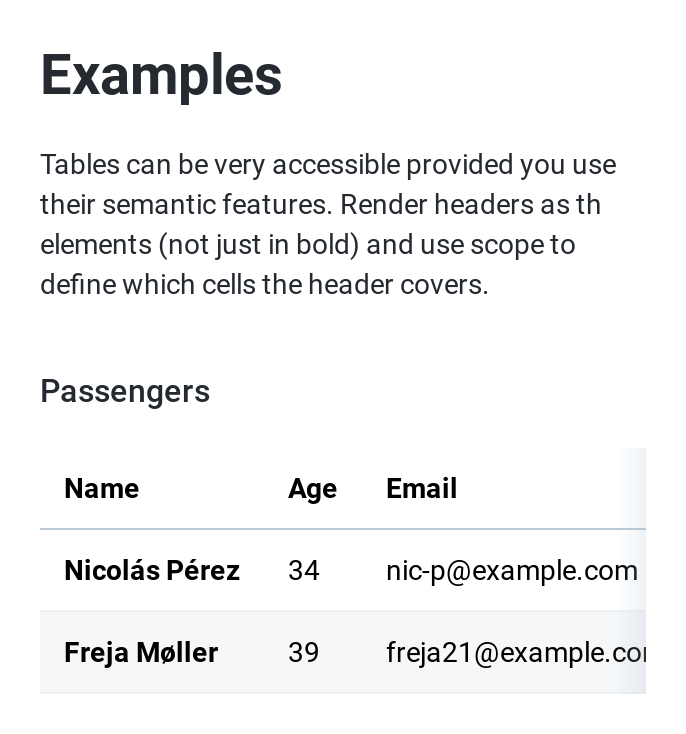 Examples
Tables can be very accessible provided you use
their semantic features. Render headers as th
elements (not just in bold) and use scope to
define which cells the header covers.
Passengers
Name Age Email
Nicolás Pérez 34 nic-p@example.com
Freja Møller 39 freja21@example.co